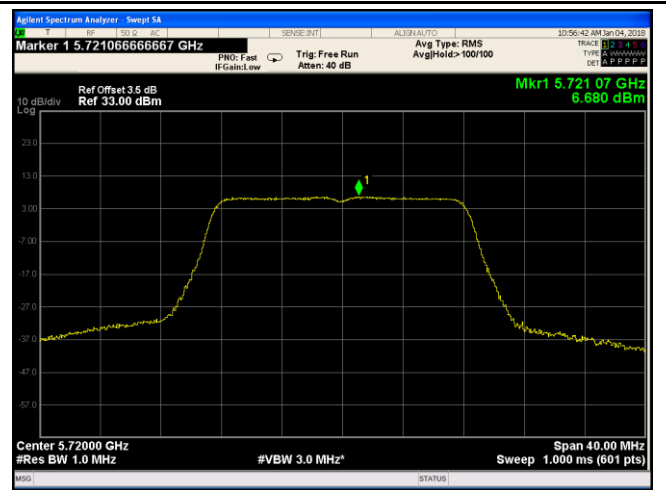 Agilent Spectrum Analyzer - Swept SA
T RF 50 Ω AC SENSE:INT ALIGN AUTO 10:56:42 AM Jan 04, 2018
Marker 1 5.721066666667 GHz
PNO: Fast
IFGain:Low
Trig: Free Run
Atten: 40 dB
Avg Type: RMS
Avg|Hold:>100/100
TRACE 1 2 3 4 5 6
TYPE A WWWWW
DET A P P P P P
Ref Offset 3.5 dB
Ref 33.00 dBm
10 dB/div
Log
Mkr1 5.721 07 GHz
6.680 dBm
23.0
13.0
3.00
-7.00
-17.0
-27.0
-37.0
-47.0
-57.0
1
Center 5.72000 GHz
#Res BW 1.0 MHz
#VBW 3.0 MHz*
Span 40.00 MHz
Sweep 1.000 ms (601 pts)
MSG STATUS